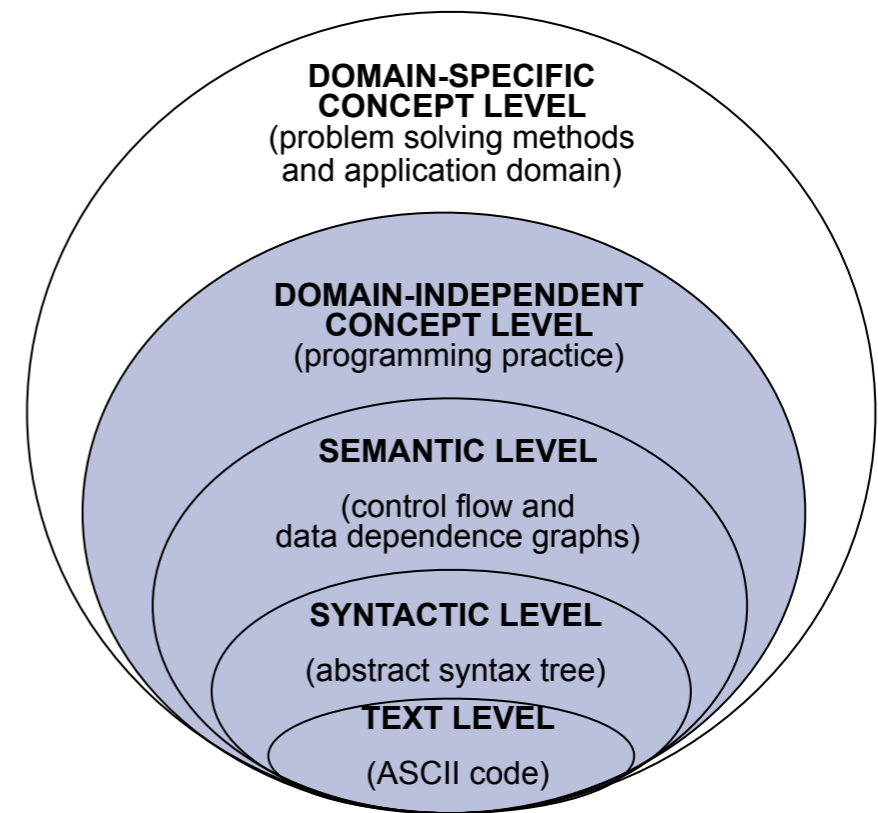 DOMAIN-SPECIFIC
CONCEPT LEVEL
(problem solving methods
and application domain)
DOMAIN-INDEPENDENT
CONCEPT LEVEL
(programming practice)
SEMANTIC LEVEL
(control flow and
data dependence graphs)
SYNTACTIC LEVEL
(abstract syntax tree)
TEXT LEVEL
(ASCII code)